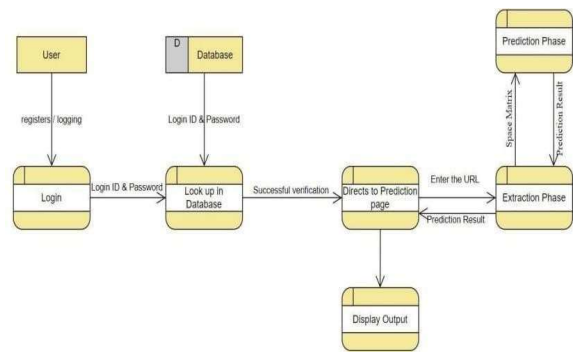 Prediction Phase
User
D
Database
Space Matrix
Prediction Result
registers / logging
Login ID & Password
Login
Login ID & Password
Look up in
Database
Successful verification
Directs to Prediction
page
Enter the URL
Prediction Result
Extraction Phase
Display Output